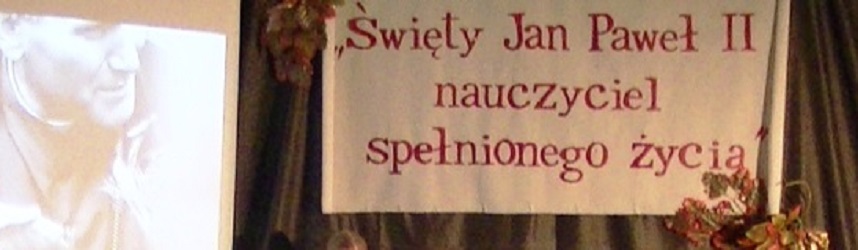 „Święty Jan Paweł II
nauczyciel
spełnionego życia”